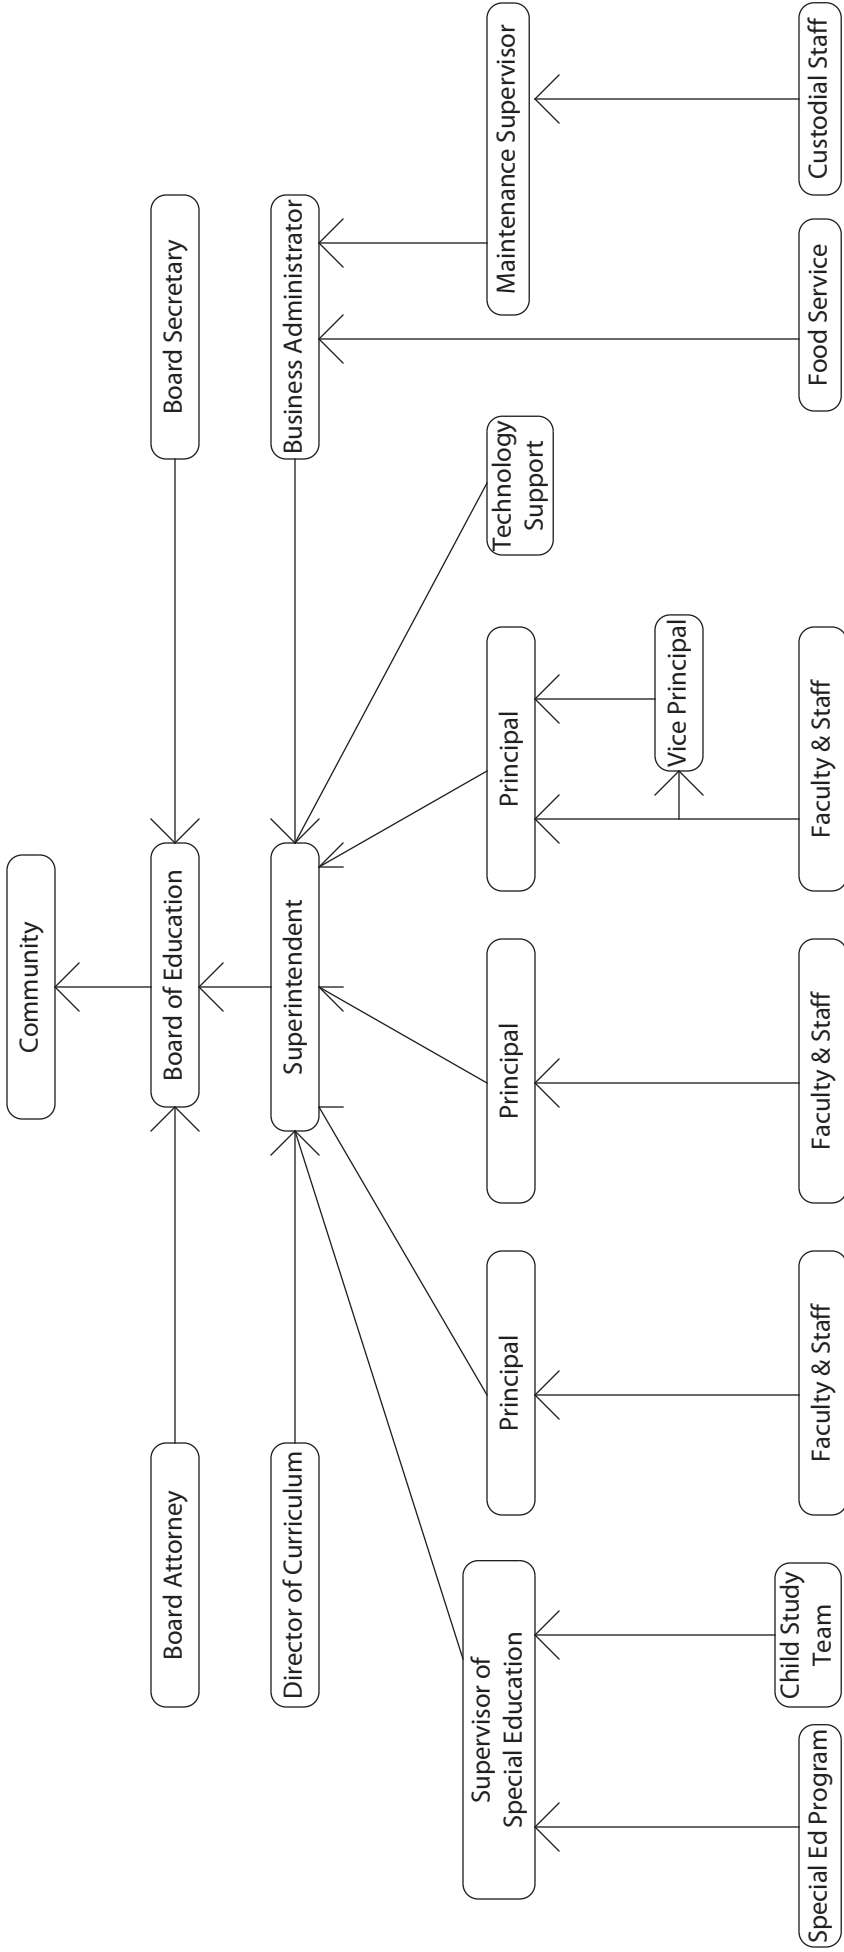 Community
Board Attorney
Board of Education
Board Secretary
Director of Curriculum
Superintendent
Business Administrator
Supervisor of
Special Education
Principal
Principal
Principal
Technology
Support
Maintenance Supervisor
Vice Principal
Special Ed Program
Child Study
Team
Faculty & Staff
Faculty & Staff
Faculty & Staff
Food Service
Custodial Staff